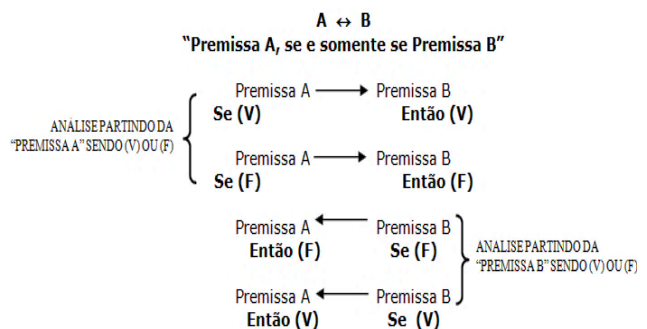 A ↔ B
"Premissa A, se e somente se Premissa B"
Premissa A → Premissa B
Se (V) Então (V)
ANÁLISE PARTINDO DA
"PREMISSA A" SENDO (V) OU (F)
Premissa A → Premissa B
Se (F) Então (F)
Premissa A ← Premissa B
Então (F) Se (F)
ANALISE PARTINDO DA
"PREMISSA B" SENDO (V) OU (F)
Premissa A ← Premissa B
Então (V) Se (V)